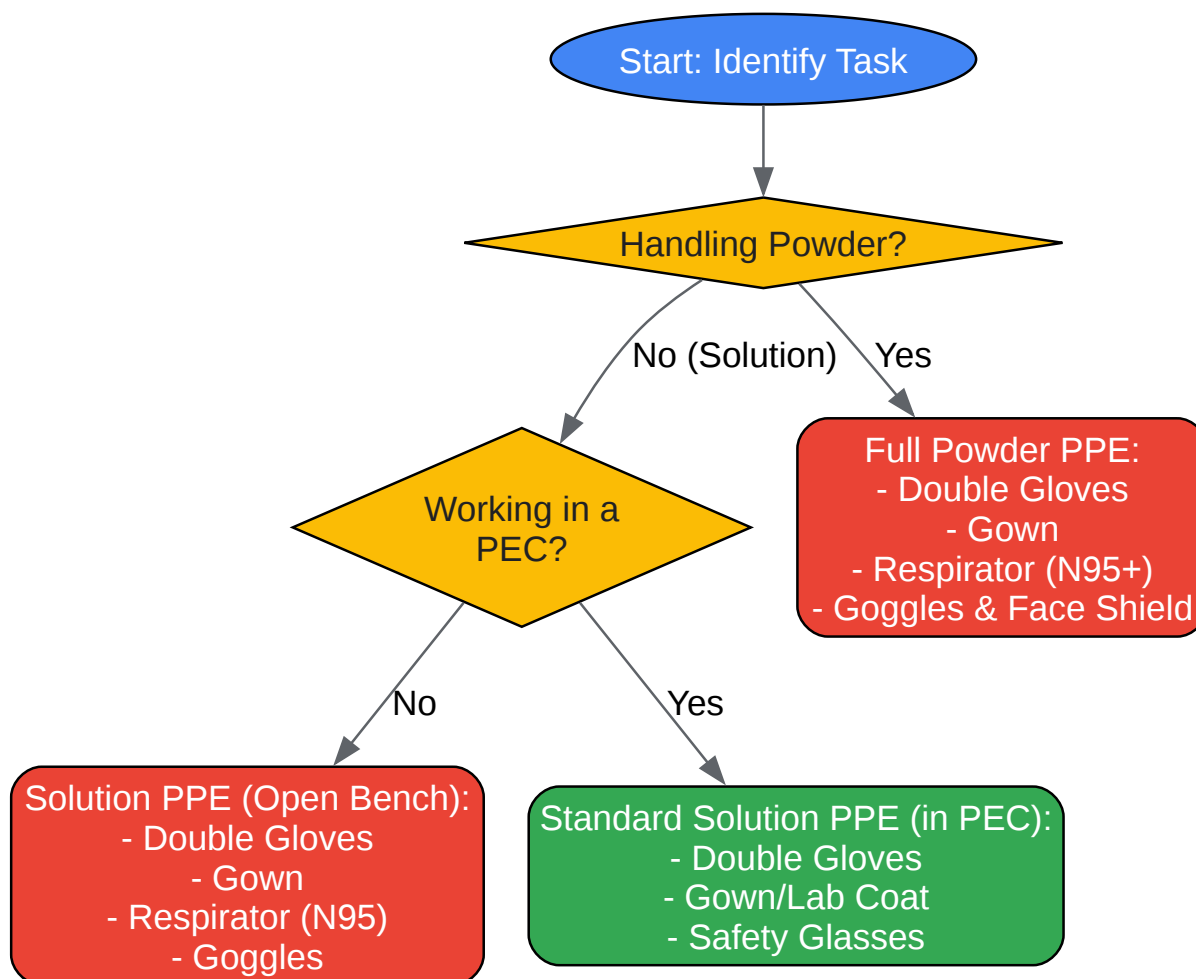 Start: Identify Task
Handling Powder?
No (Solution)
Yes
Full Powder PPE:
- Double Gloves
- Gown
- Respirator (N95+)
- Goggles & Face Shield
Working in a
PEC?
No
Yes
Solution PPE (Open Bench):
- Double Gloves
- Gown
- Respirator (N95)
- Goggles
Standard Solution PPE (in PEC):
- Double Gloves
- Gown/Lab Coat
- Safety Glasses